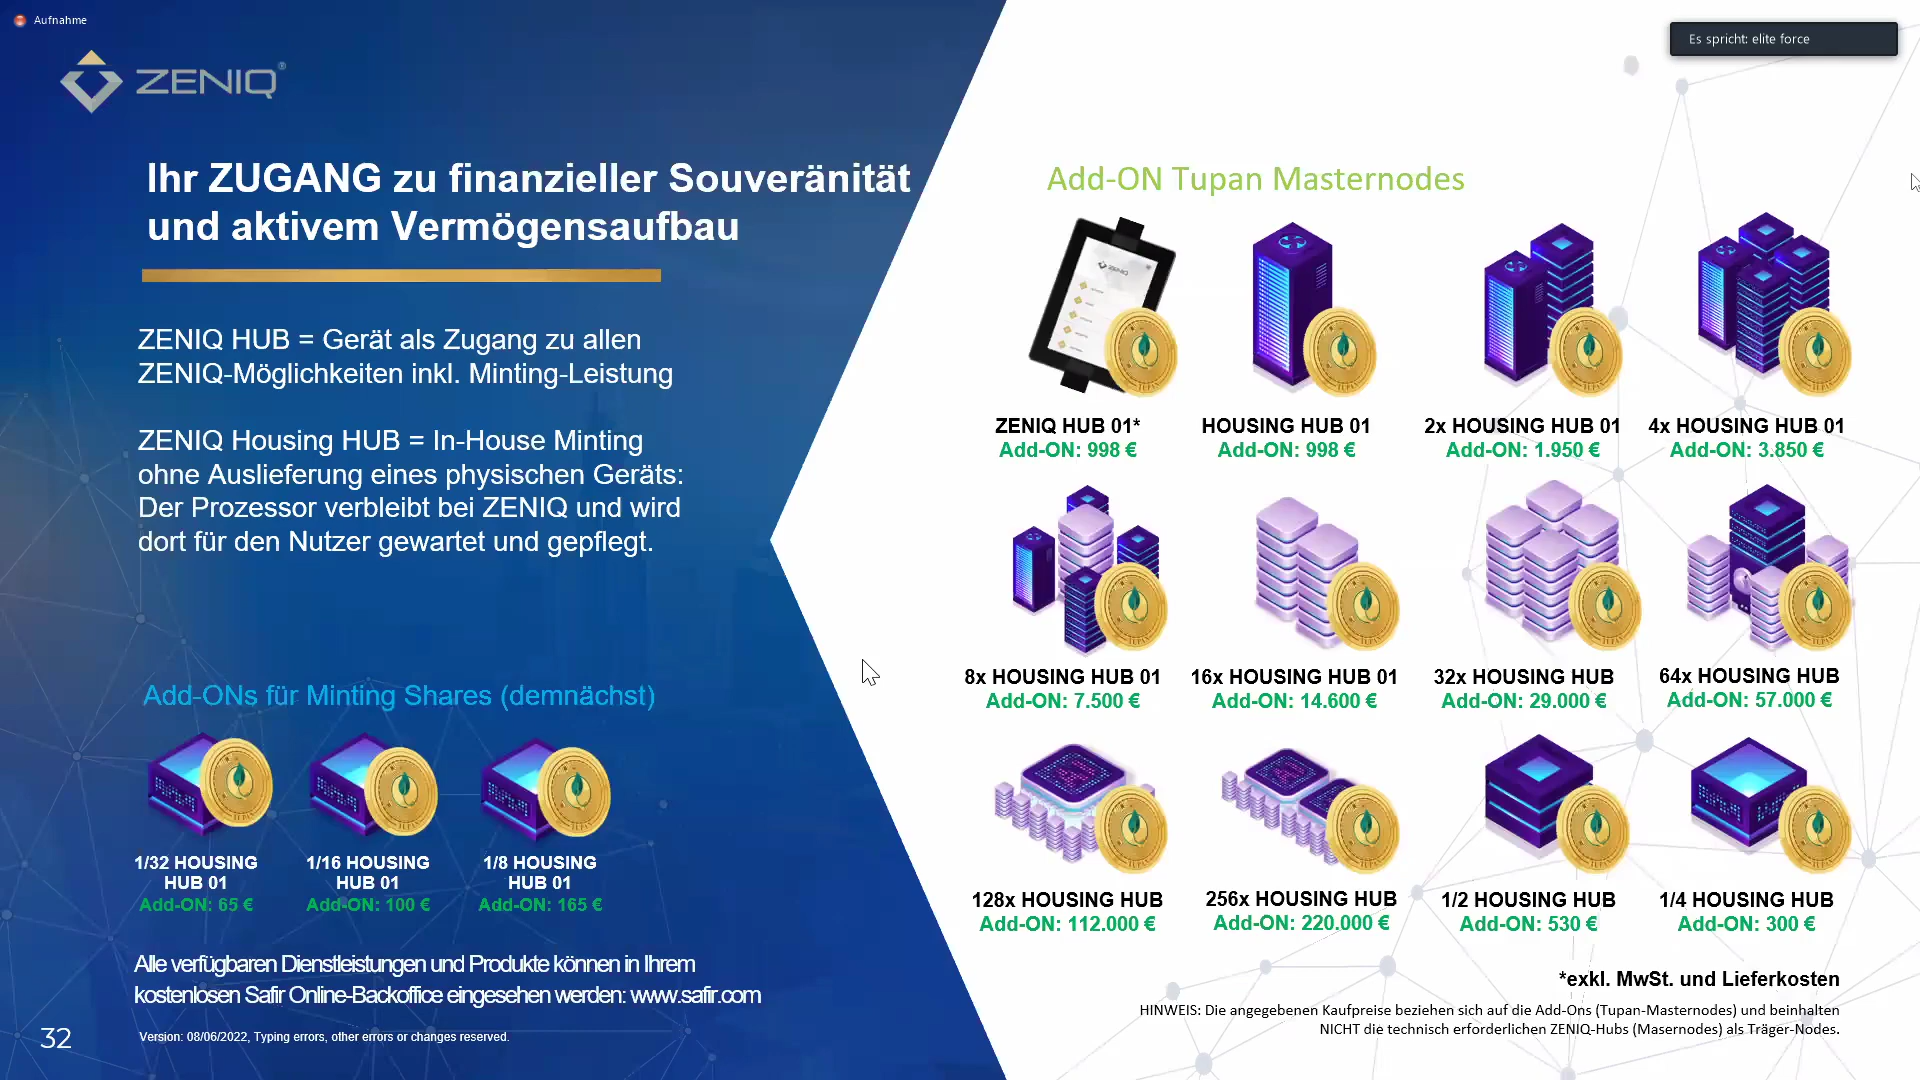 Aufnahme
Es spricht: elite force
ZENIQ®
Ihr ZUGANG zu finanzieller Souveränität
und aktivem Vermögensaufbau
ZENIQ HUB = Gerät als Zugang zu allen
ZENIQ-Möglichkeiten inkl. Minting-Leistung
ZENIQ Housing HUB = In-House Minting
ohne Auslieferung eines physischen Geräts:
Der Prozessor verbleibt bei ZENIQ und wird
dort für den Nutzer gewartet und gepflegt.
Add-ONs für Minting Shares (demnächst)
1/32 HOUSING
HUB 01
Add-ON: 65 €
1/16 HOUSING
HUB 01
Add-ON: 100 €
1/8 HOUSING
HUB 01
Add-ON: 165 €
Alle verfügbaren Dienstleistungen und Produkte können in Ihrem
kostenlosen Safir Online-Backoffice eingesehen werden: www.safir.com
32
Version: 08/06/2022, Typing errors, other errors or changes reserved.
Add-ON Tupan Masternodes
ZENIQ
TUPAN
ZENIQ HUB 01*
Add-ON: 998 €
HOUSING HUB 01
Add-ON: 998 €
2x HOUSING HUB 01
Add-ON: 1.950 €
4x HOUSING HUB 01
Add-ON: 3.850 €
8x HOUSING HUB 01
Add-ON: 7.500 €
16x HOUSING HUB 01
Add-ON: 14.600 €
32x HOUSING HUB
Add-ON: 29.000 €
64x HOUSING HUB
Add-ON: 57.000 €
128x HOUSING HUB
Add-ON: 112.000 €
256x HOUSING HUB
Add-ON: 220.000 €
1/2 HOUSING HUB
Add-ON: 530 €
1/4 HOUSING HUB
Add-ON: 300 €
*exkl. MwSt. und Lieferkosten
HINWEIS: Die angegebenen Kaufpreise beziehen sich auf die Add-Ons (Tupan-Masternodes) und beinhalten
NICHT die technisch erforderlichen ZENIQ-Hubs (Masernodes) als Träger-Nodes.